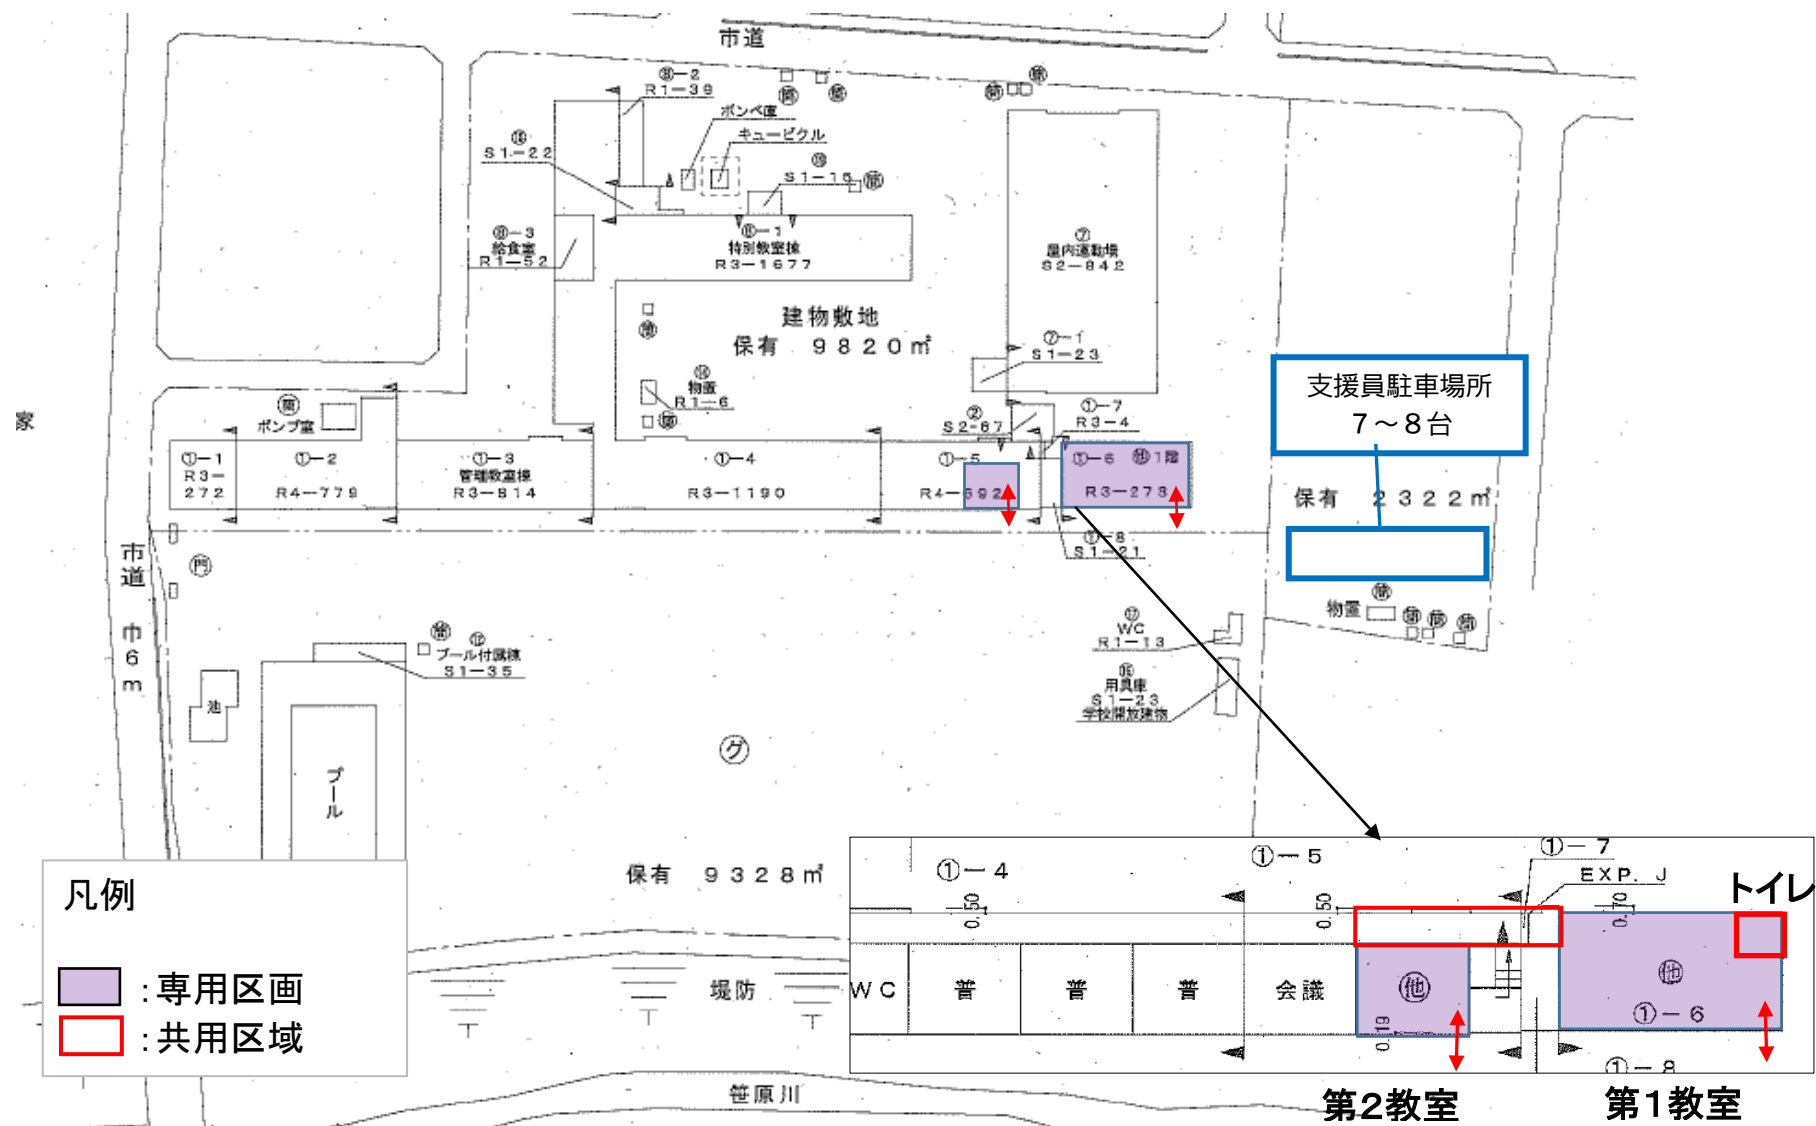 市道
⑧－2
R1－39
ボンベ庫
キュービクル
S1－22
S1－15
⑧－3
給食室
R1－52
⑧－1
特別教室棟
R3－1677
⑦
屋内運動場
S2－842
建物敷地
保有 9820㎡
⑦－1
S1－23
⑭
物置
R1－6
家
ポンプ室
②
S2－67
①－7
R3－4
支援員駐車場所
7～8台
①－1
R3－
272
①－2
R4－779
①－3
管理教室棟
R3－814
①－4
R3－1190
①－5
R4－692
①－6 他1階
R3－278
保有 2322㎡
①－8
S1－21
市道 巾6m
門
物置
⑰
WC
R1－13
プール付属棟
S1－35
⑯
用具庫
S1－23
学校開放建物
池
プール
グ
保有 9328㎡
堤防
笹原川
凡例
：専用区画
：共用区域
①－4
①－5
①－7
EXP. J
トイレ
0.50
0.50
0.70
WC
普
普
普
会議
他
他
①－6
0.19
①－8
第2教室
第1教室